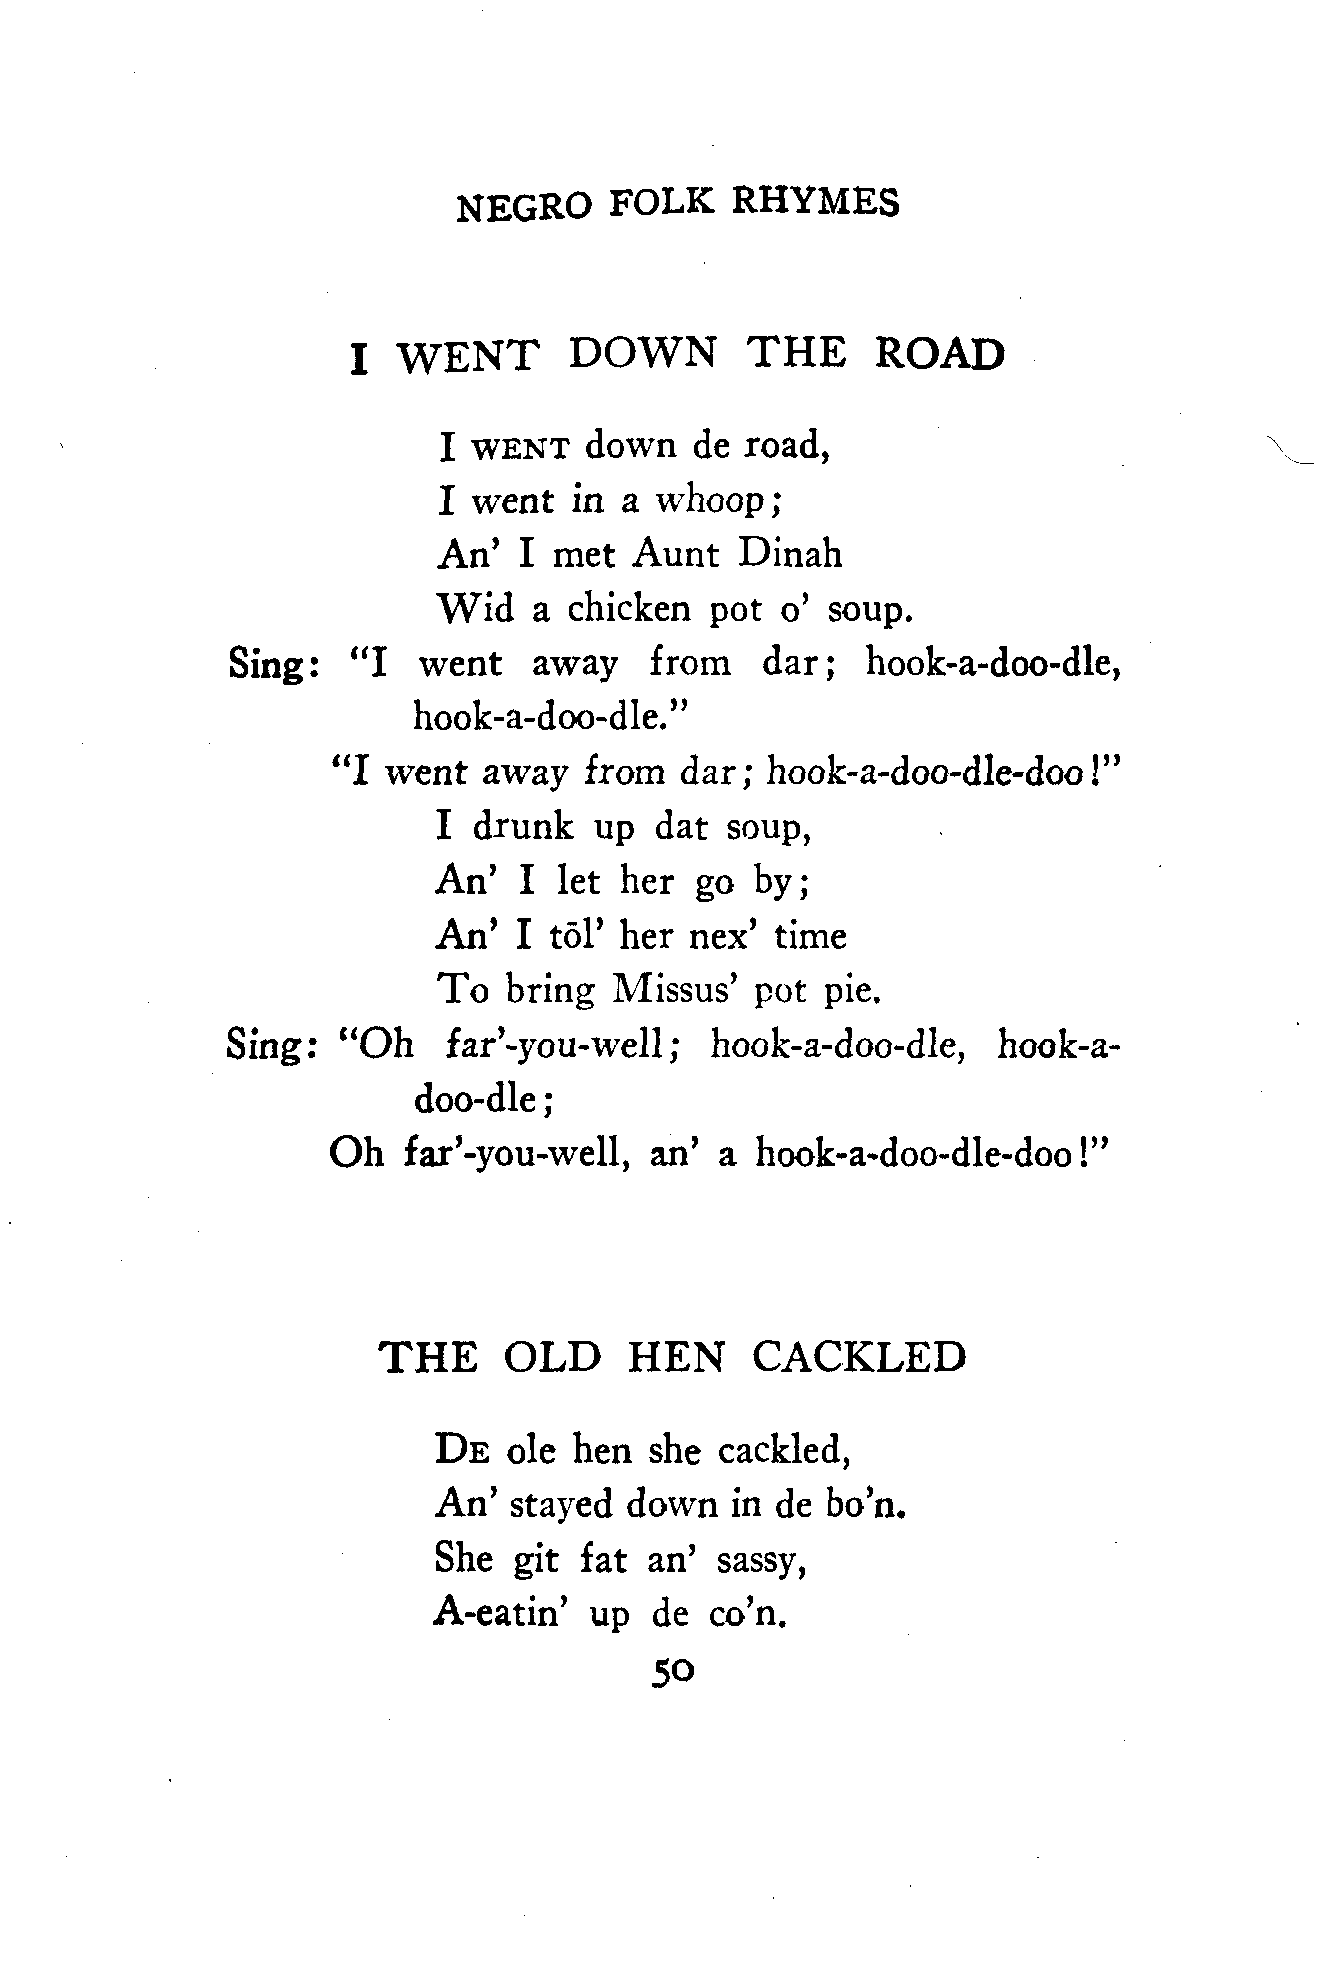 NEGRO FOLK RHYMES
I WENT DOWN THE ROAD
I WENT down de road,
I went in a whoop;
An' I met Aunt Dinah
Wid a chicken pot o' soup.
Sing: "I went away from dar; hook-a-doo-dle,
hook-a-doo-dle."
"I went away from dar; hook-a-doo-dle-doo!"
I drunk up dat soup,
An' I let her go by;
An' I tōl' her nex' time
To bring Missus' pot pie.
Sing: "Oh far'-you-well; hook-a-doo-dle, hook-a-
doo-dle;
Oh far'-you-well, an' a hook-a-doo-dle-doo!"
THE OLD HEN CACKLED
DE ole hen she cackled,
An' stayed down in de bo'n.
She git fat an' sassy,
A-eatin' up de co'n.
50